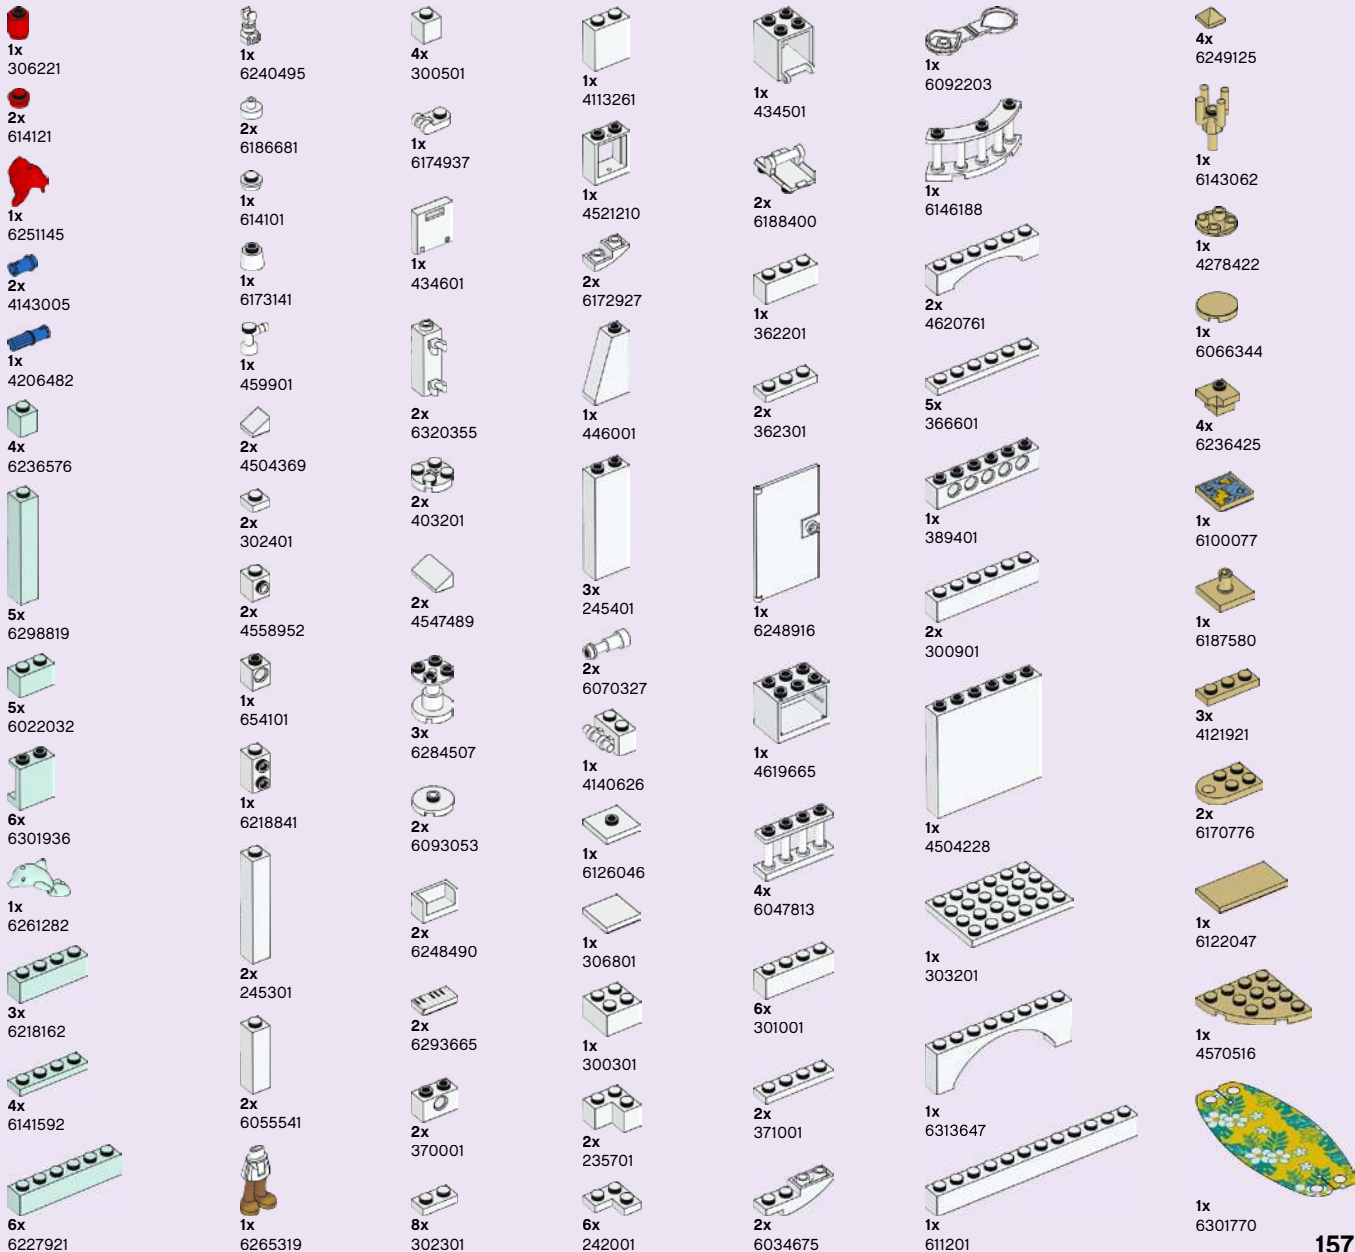 1x
306221
2x
614121
1x
6251145
2x
4143005
1x
4206482
4x
6236576
5x
6298819
5x
6022032
6x
6301936
1x
6261282
3x
6218162
4x
6141592
6x
6227921
1x
6240495
2x
6186681
1x
614101
1x
6173141
1x
459901
2x
4504369
2x
302401
2x
4558952
1x
654101
1x
6218841
2x
245301
2x
6055541
1x
6265319
4x
300501
1x
6174937
1x
434601
2x
6320355
2x
403201
2x
4547489
3x
6284507
2x
6093053
2x
6248490
2x
6293665
2x
370001
8x
302301
1x
4113261
1x
4521210
2x
6172927
1x
446001
3x
245401
2x
6070327
1x
4140626
1x
6126046
1x
306801
1x
300301
2x
235701
6x
242001
1x
434501
2x
6188400
1x
362201
2x
362301
1x
6248916
1x
4619665
4x
6047813
6x
301001
2x
371001
2x
6034675
1x
6092203
1x
6146188
2x
4620761
5x
366601
1x
389401
2x
300901
1x
4504228
1x
303201
1x
6313647
1x
611201
4x
6249125
1x
6143062
1x
4278422
1x
6066344
4x
6236425
1x
6100077
1x
6187580
3x
4121921
2x
6170776
1x
6122047
1x
4570516
1x
6301770
157